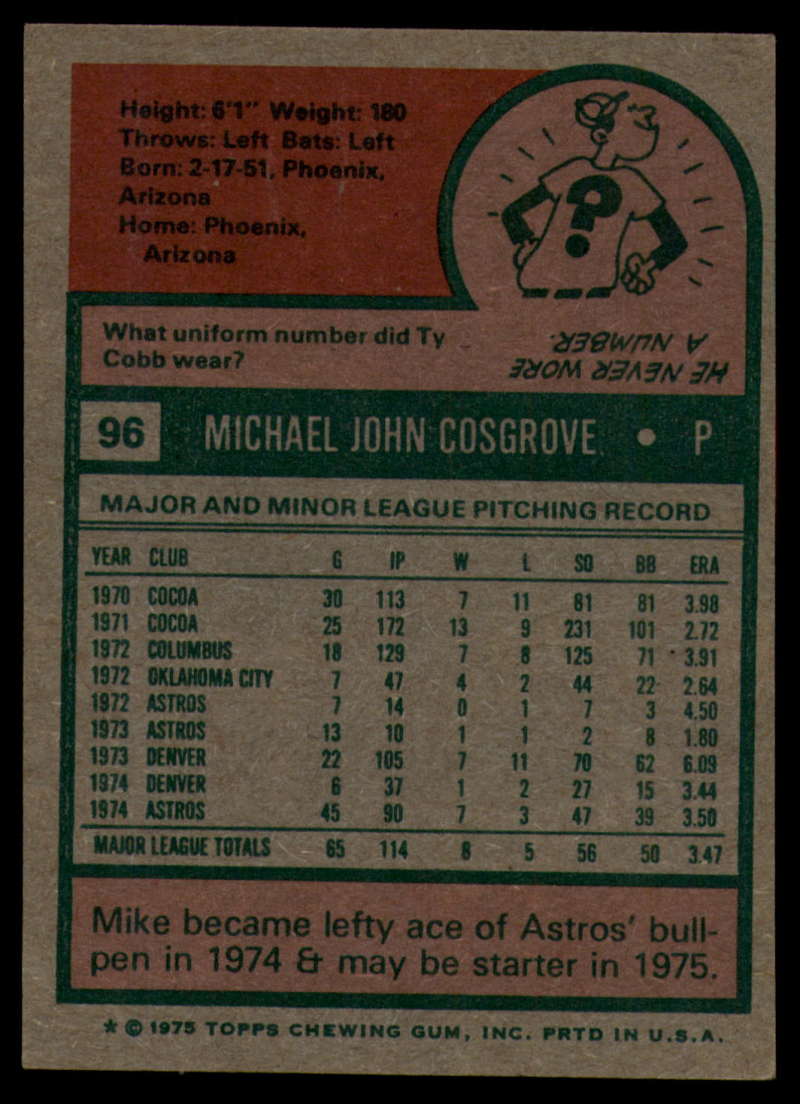 Height: 6'1" Weight: 180
Throws: Left Bats: Left
Born: 2-17-51, Phoenix,
Arizona
Home: Phoenix,
Arizona
?
What uniform number did Ty
Cobb wear?
HE NEVER WORE
A NUMBER.
96 MICHAEL JOHN COSGROVE • P
MAJOR AND MINOR LEAGUE PITCHING RECORD
YEAR CLUB G IP W L SO BB ERA
1970 COCOA 30 113 7 11 81 81 3.98
1971 COCOA 25 172 13 9 231 101 2.72
1972 COLUMBUS 18 129 7 8 125 71 3.91
1972 OKLAHOMA CITY 7 47 4 2 44 22 2.64
1972 ASTROS 7 14 0 1 7 3 4.50
1973 ASTROS 13 10 1 1 2 8 1.80
1973 DENVER 22 105 7 11 70 62 6.09
1974 DENVER 6 37 1 2 27 15 3.44
1974 ASTROS 45 90 7 3 47 39 3.50
MAJOR LEAGUE TOTALS 65 114 8 5 56 50 3.47
Mike became lefty ace of Astros' bull-
pen in 1974 & may be starter in 1975.
* © 1975 TOPPS CHEWING GUM, INC. PRTD IN U.S.A.